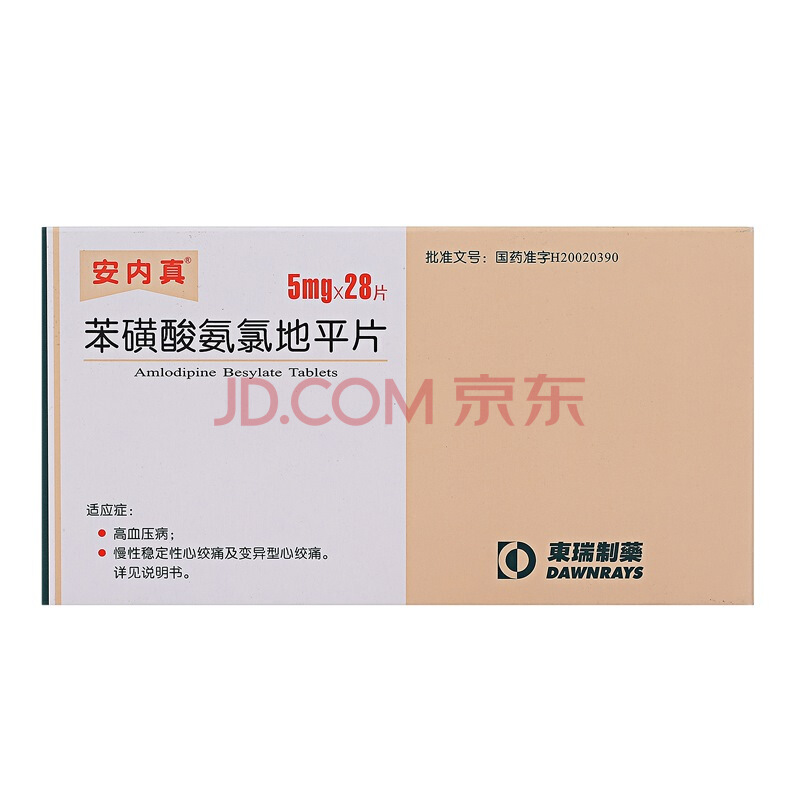 安内真®
5mg×28片
苯磺酸氨氯地平片
Amlodipine Besylate Tablets
适应症：
● 高血压病；
● 慢性稳定性心绞痛及变异型心绞痛。
详见说明书。
批准文号：国药准字H20020390
JD.COM 京东
東瑞制藥
DAWNRAYS